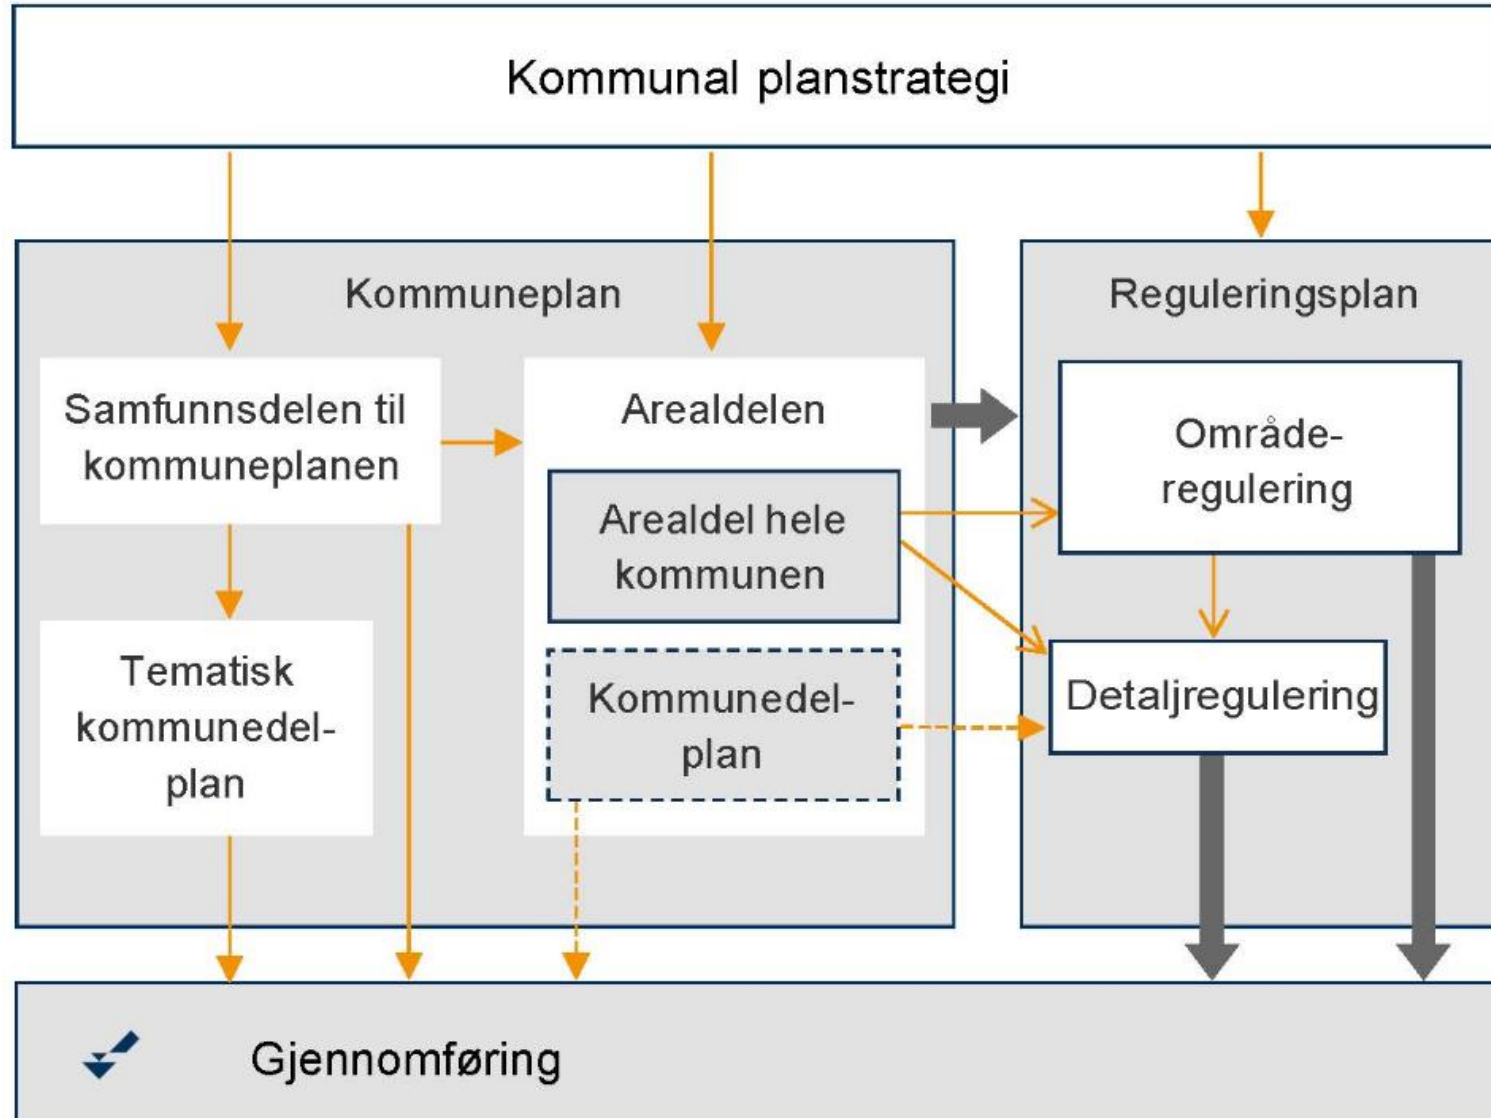 Kommunal planstrategi
Kommuneplan
Samfunnsdelen til
kommuneplanen
Tematisk
kommunedel-
plan
Arealdelen
Arealdel hele
kommunen
Kommunedel-
plan
Reguleringsplan
Område-
regulering
Detaljregulering
Gjennomføring